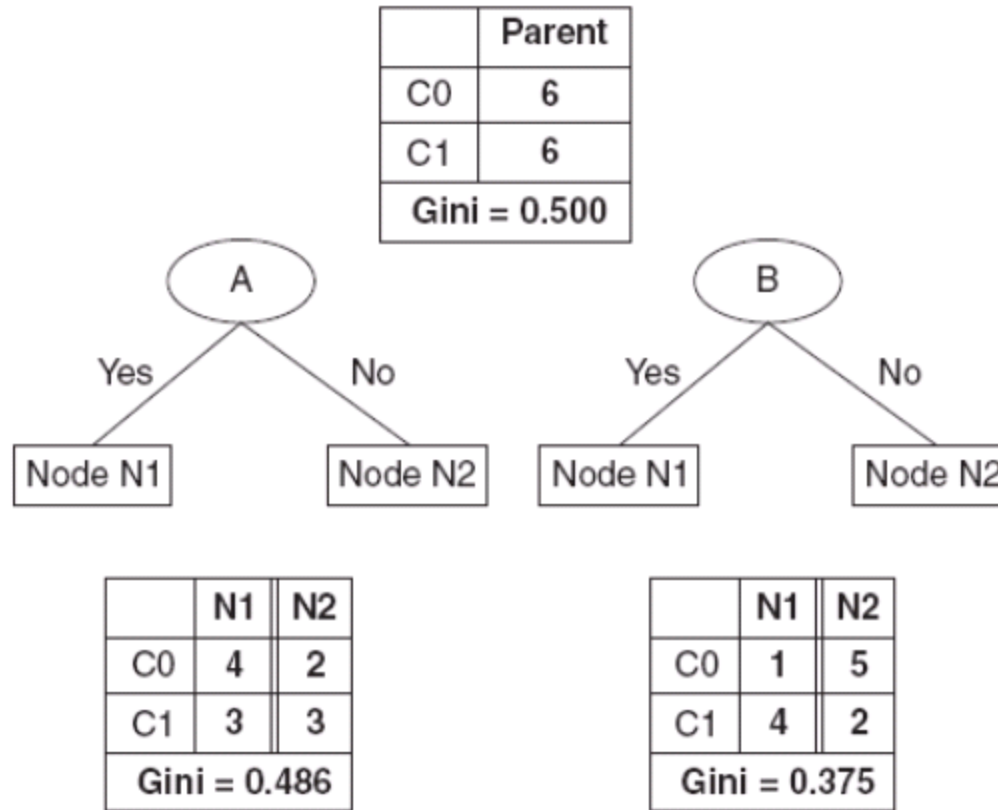 Parent
C0 6
C1 6
Gini = 0.500
A B
Yes No Yes No
Node N1 Node N2 Node N1 Node N2
N1 N2 N1 N2
C0 4 2 C0 1 5
C1 3 3 C1 4 2
Gini = 0.486 Gini = 0.375